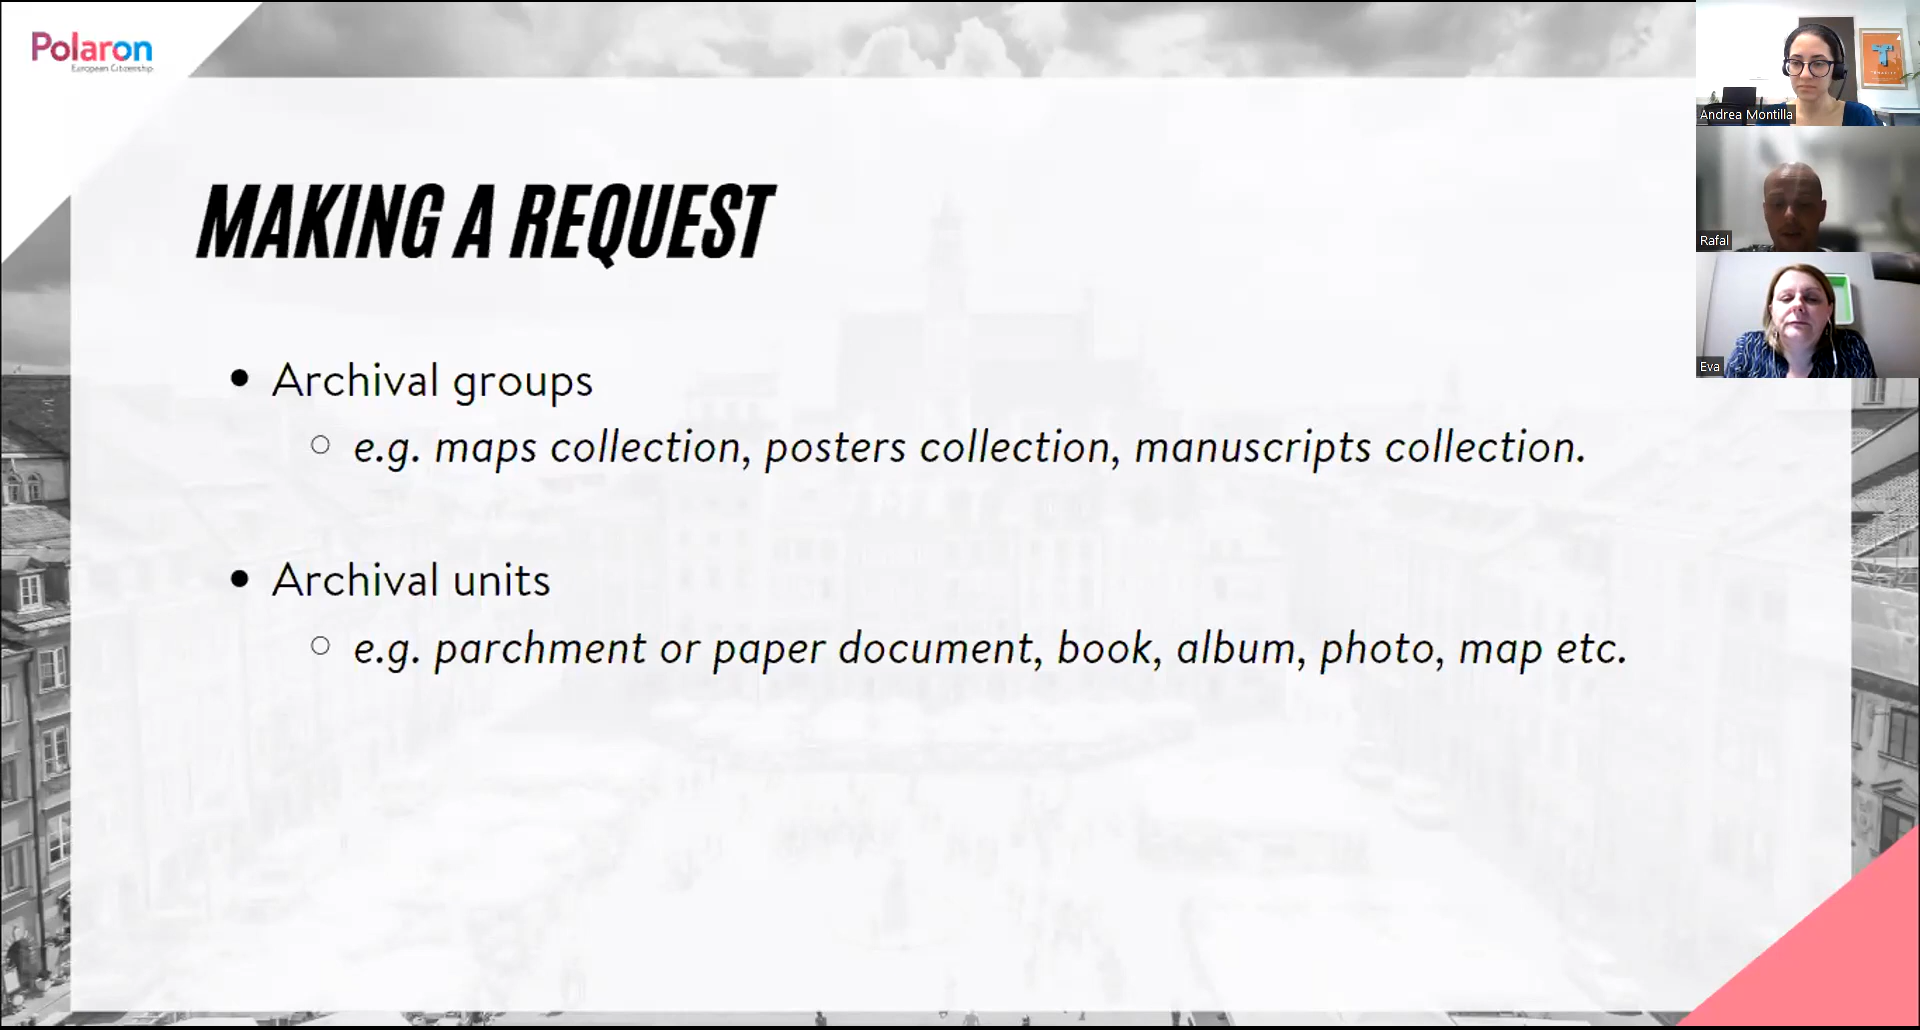 Polaron
European Citizenship
MAKING A REQUEST
• Archival groups
○ e.g. maps collection, posters collection, manuscripts collection.
• Archival units
○ e.g. parchment or paper document, book, album, photo, map etc.
Andrea Montilla
Rafal
Eva